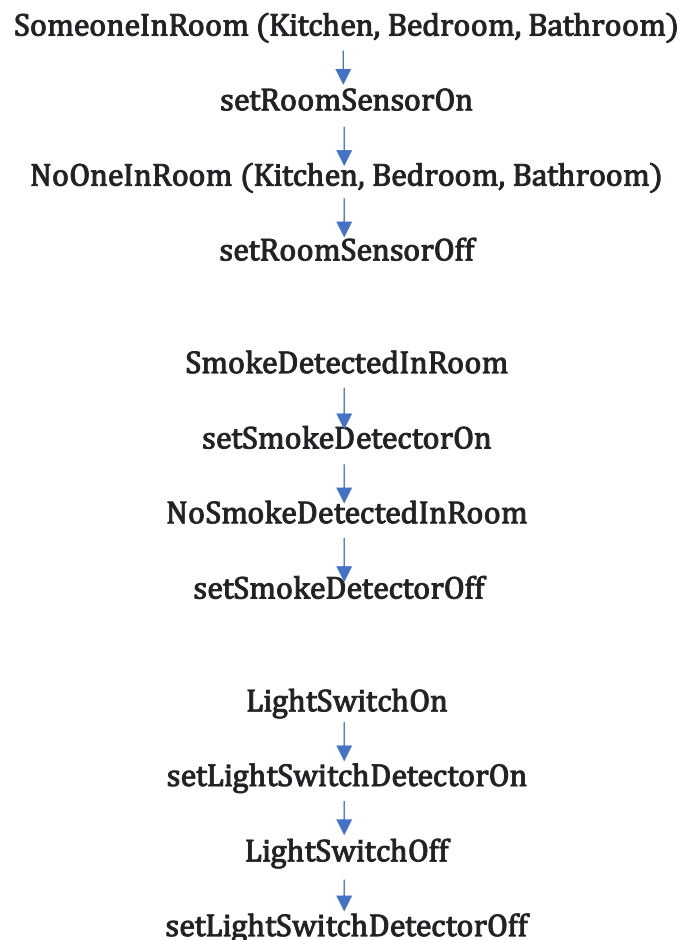 SomeoneInRoom (Kitchen, Bedroom, Bathroom)
setRoomSensorOn
NoOneInRoom (Kitchen, Bedroom, Bathroom)
setRoomSensorOff
SmokeDetectedInRoom
setSmokeDetectorOn
NoSmokeDetectedInRoom
setSmokeDetectorOff
LightSwitchOn
setLightSwitchDetectorOn
LightSwitchOff
setLightSwitchDetectorOff